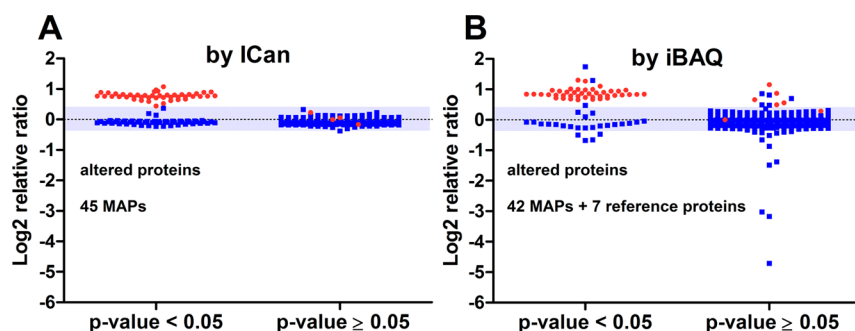 A
by ICan
2
1
0
-1
-2
-3
-4
-5
-6
Log2 relative ratio
altered proteins
45 MAPs
p-value < 0.05
p-value ≥ 0.05
B
by iBAQ
2
1
0
-1
-2
-3
-4
-5
-6
Log2 relative ratio
altered proteins
42 MAPs + 7 reference proteins
p-value < 0.05
p-value ≥ 0.05